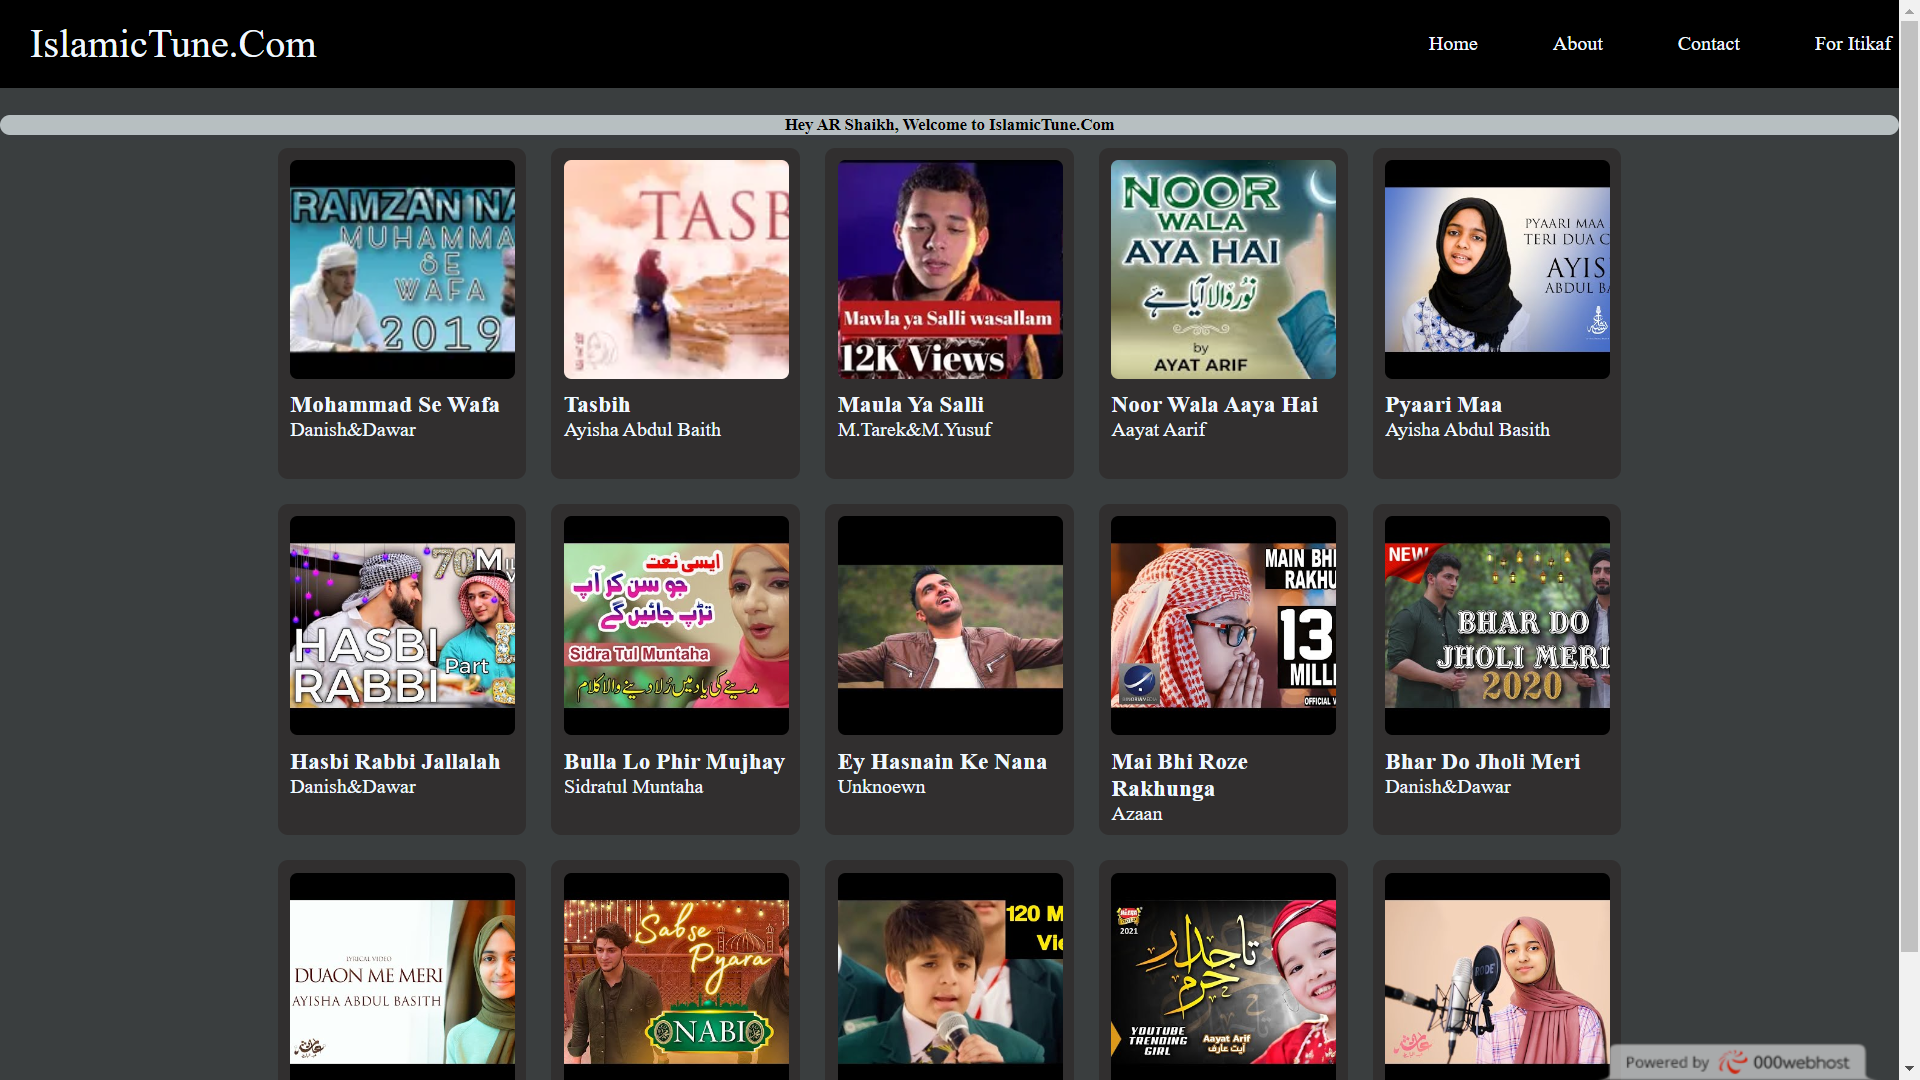 IslamicTune.Com
Home
About
Contact
For Itikaf
Hey AR Shaikh, Welcome to IslamicTune.Com
RAMZAN NA
MUHAMMA
SE
WAFA
2019
Mohammad Se Wafa
Danish&Dawar
TASB
Tasbih
Ayisha Abdul Baith
Mawla ya Salli wasallam
12K Views
Maula Ya Salli
M.Tarek&M.Yusuf
NOOR
WALA
AYA HAI
نور والا آیا ہے
by
AYAT ARIF
Noor Wala Aaya Hai
Aayat Aarif
PYAARI MAA
TERI DUA C
AYIS
ABDUL BA
Pyaari Maa
Ayisha Abdul Basith
70M
HASBI
RABBI
Part
Hasbi Rabbi Jallalah
Danish&Dawar
ایسی نعت
جو سن کر آپ
تڑپ جائیں گے
Sidra Tul Muntaha
مدینے کی یاد میں رُلا دینے والا کلام
Bulla Lo Phir Mujhay
Sidratul Muntaha
Ey Hasnain Ke Nana
Unknoewn
MAIN BHI
RAKHU
13
MILLI
OFFICIAL V
Mai Bhi Roze
Rakhunga
Azaan
NEW
BHAR DO
JHOLI MERI
2020
Bhar Do Jholi Meri
Danish&Dawar
LYRICAL VIDEO
DUAON ME MERI
AYISHA ABDUL BASITH
Sabse
Pyara
NABI
120 M
Vie
2021
تاجدار
حرم
YOUTUBE
TRENDING
GIRL
Aayat Arif
آیت عارف
RODE
Powered by 000webhost